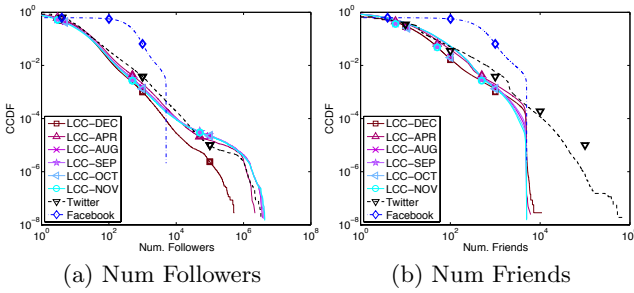 10^0
10^-2
10^-4
10^-6
10^-8
CCDF
LCC-DEC
LCC-APR
LCC-AUG
LCC-SEP
LCC-OCT
LCC-NOV
Twitter
Facebook
10^0 10^2 10^4 10^6 10^8
Num. Followers
(a) Num Followers
10^0
10^-2
10^-4
10^-6
10^-8
CCDF
LCC-DEC
LCC-APR
LCC-AUG
LCC-SEP
LCC-OCT
LCC-NOV
Twitter
Facebook
10^0 10^2 10^4 10^6
Num. Friends
(b) Num Friends